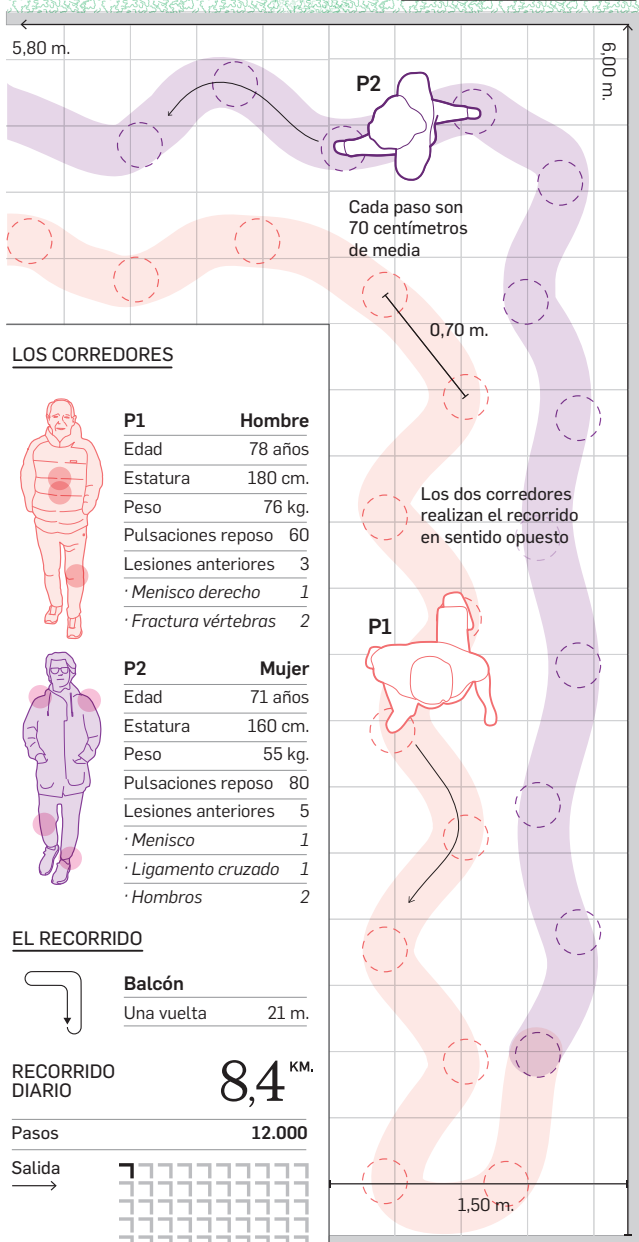 5,80 m.
6,00 m.
P2
Cada paso son
70 centímetros
de media
0,70 m.
LOS CORREDORES
P1 Hombre
Edad 78 años
Estatura 180 cm.
Peso 76 kg.
Pulsaciones reposo 60
Lesiones anteriores 3
· Menisco derecho 1
· Fractura vértebras 2
Los dos corredores
realizan el recorrido
en sentido opuesto
P1
P2 Mujer
Edad 71 años
Estatura 160 cm.
Peso 55 kg.
Pulsaciones reposo 80
Lesiones anteriores 5
· Menisco 1
· Ligamento cruzado 1
· Hombros 2
EL RECORRIDO
Balcón
Una vuelta 21 m.
RECORRIDO
DIARIO
8,4 KM.
Pasos 12.000
Salida
1,50 m.